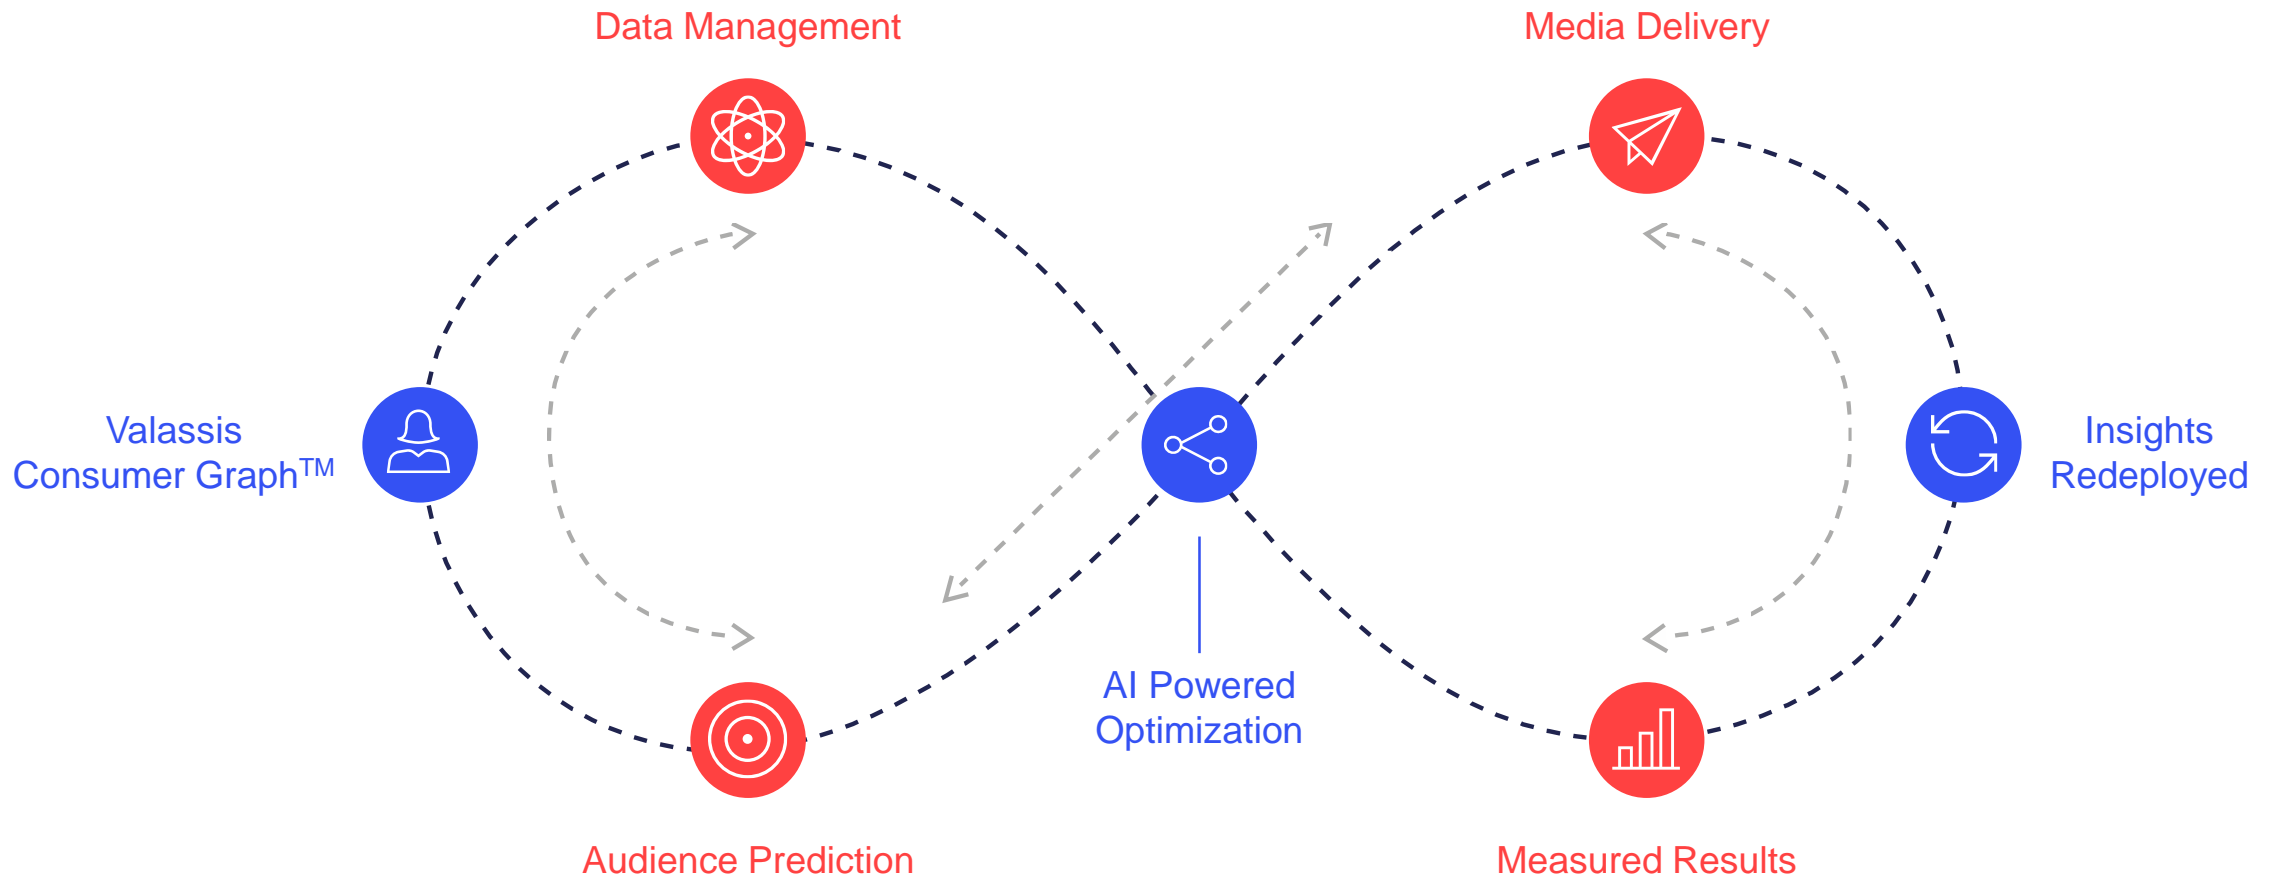 Data Management
Media Delivery
Valassis
Consumer Graph™
Insights
Redeployed
AI Powered
Optimization
Audience Prediction
Measured Results